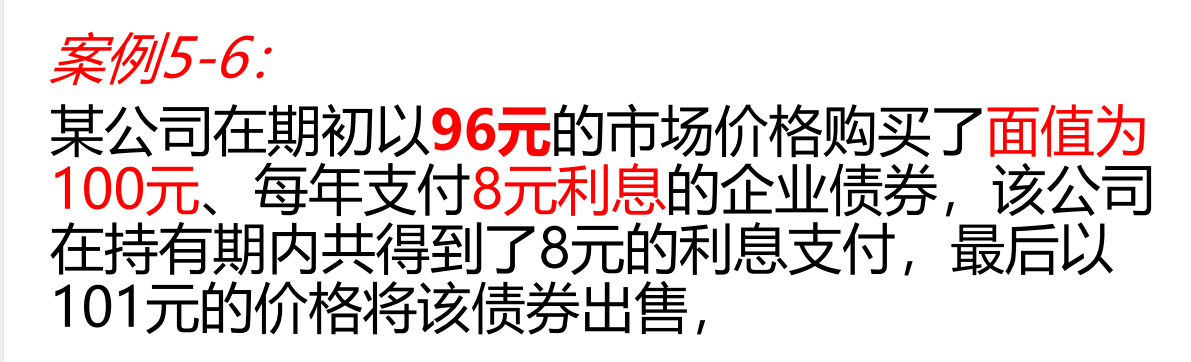 案例5-6：
某公司在期初以96元的市场价格购买了面值为
100元、每年支付8元利息的企业债券，该公司
在持有期内共得到了8元的利息支付，最后以
101元的价格将该债券出售，